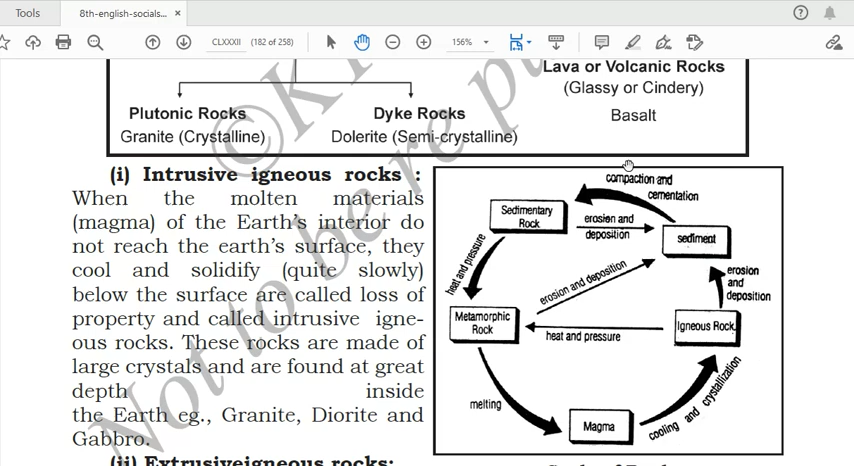 Tools
8th-english-socials...
CLXXXII
(182 of 258)
156%
Lava or Volcanic Rocks
(Glassy or Cindery)
Basalt
Plutonic Rocks
Granite (Crystalline)
Dyke Rocks
Dolerite (Semi-crystalline)
(i) Intrusive igneous rocks :
When the molten materials
(magma) of the Earth's interior do
not reach the earth's surface, they
cool and solidify (quite slowly)
below the surface are called loss of
property and called intrusive igne-
ous rocks. These rocks are made of
large crystals and are found at great
depth inside
the Earth eg., Granite, Diorite and
Gabbro.
(ii) Extrusiveigneous rocks:
compaction and
cementation
Sedimentary
Rock
erosion and
deposition
sediment
heat and pressure
erosion and deposition
erosion
and
deposition
Metamorphic
Rock
heat and pressure
Igneous Rock
melting
Magma
cooling and crystallization
©KT
Not to be re pu